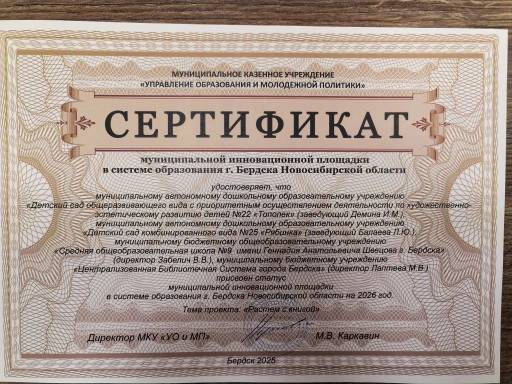 МУНИЦИПАЛЬНОЕ КАЗЕННОЕ УЧРЕЖДЕНИЕ
«УПРАВЛЕНИЕ ОБРАЗОВАНИЯ И МОЛОДЕЖНОЙ ПОЛИТИКИ»
СЕРТИФИКАТ
муниципальной инновационной площадки
в системе образования г. Бердска Новосибирской области
удостоверяет, что
муниципальному автономному дошкольному образовательному учреждению
«Детский сад общеразвивающего вида с приоритетным осуществлением деятельности по художественно-
эстетическому развитию детей №22 «Тополек» (заведующий Демина И.М.)
муниципальному автономному дошкольному образовательному учреждению
«Детский сад комбинированного вида №25 «Рябинка» (заведующий Балаева Л.Ю.)
муниципальному бюджетному общеобразовательному учреждению
«Средняя общеобразовательная школа №9 имени Геннадия Анатольевича Швецова г. Бердска»
(директор Забелин В.В.), муниципальному бюджетному учреждению
«Централизованная Библиотечная Система города Бердска» (директор Лаптева М.В.)
присвоен статус
муниципальной инновационной площадки
в системе образования г. Бердска Новосибирской области на 2026 год.
Тема проекта: «Растем с книгой»
Директор МКУ «УО и МП» М.В. Каркавин
Бердск 2025